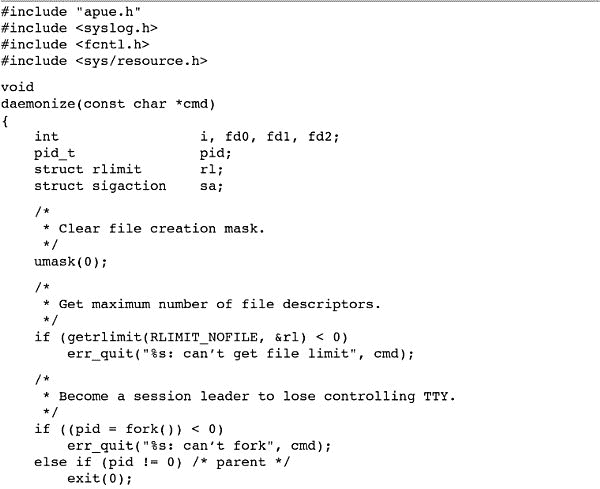 #include "apue.h"
#include <syslog.h>
#include <fcntl.h>
#include <sys/resource.h>
void
daemonize(const char *cmd)
{
    int                 i, fd0, fd1, fd2;
    pid_t               pid;
    struct rlimit       rl;
    struct sigaction    sa;
    /*
     * Clear file creation mask.
     */
    umask(0);
    /*
     * Get maximum number of file descriptors.
     */
    if (getrlimit(RLIMIT_NOFILE, &rl) < 0)
        err_quit("%s: can’t get file limit", cmd);
    /*
     * Become a session leader to lose controlling TTY.
     */
    if ((pid = fork()) < 0)
        err_quit("%s: can’t fork", cmd);
    else if (pid != 0) /* parent */
        exit(0);